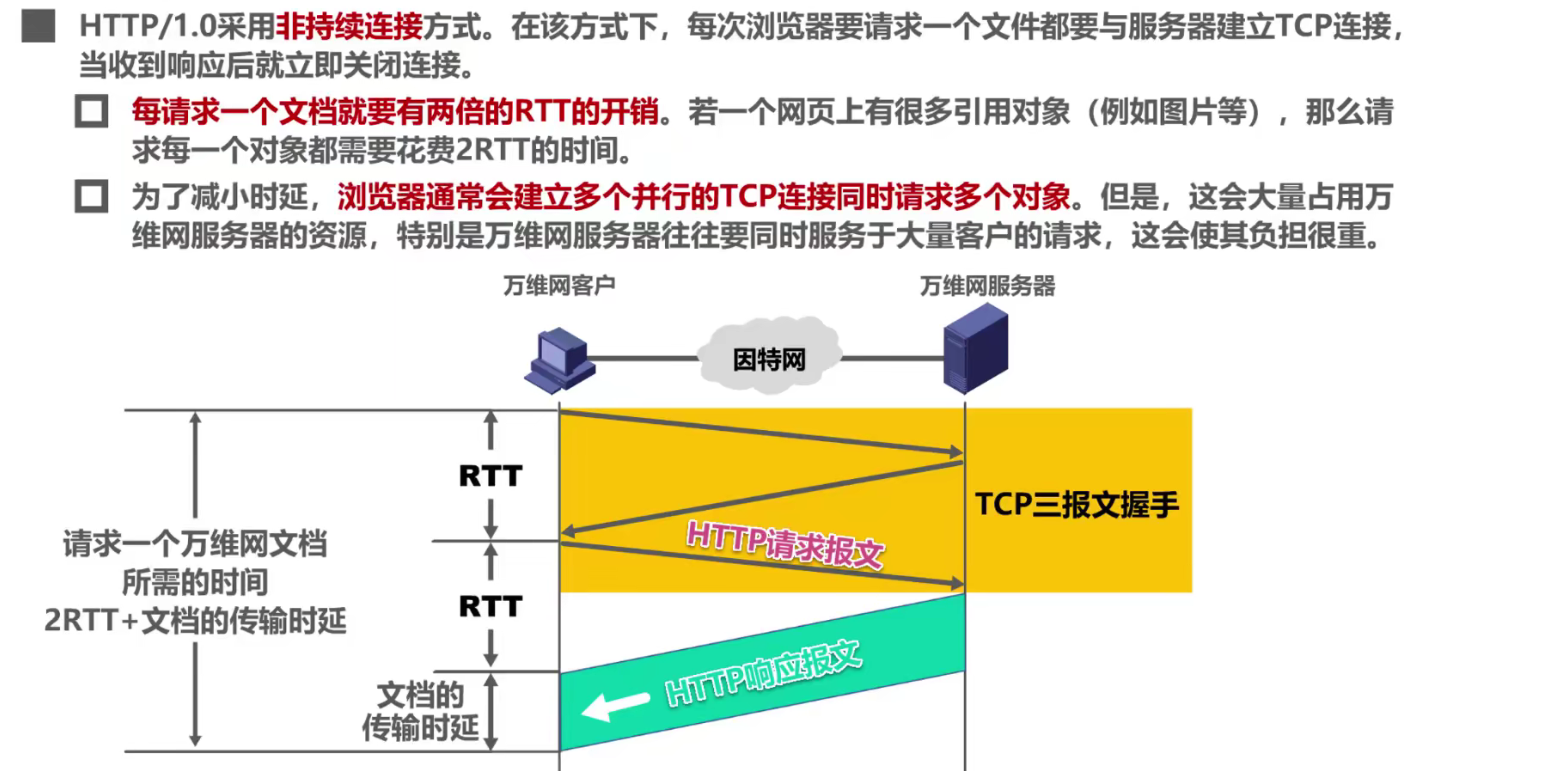 HTTP/1.0采用非持续连接方式。在该方式下，每次浏览器要请求一个文件都要与服务器建立TCP连接，
当收到响应后就立即关闭连接。
每请求一个文档就要有两倍的RTT的开销。若一个网页上有很多引用对象（例如图片等），那么请
求每一个对象都需要花费2RTT的时间。
为了减小时延，浏览器通常会建立多个并行的TCP连接同时请求多个对象。但是，这会大量占用万
维网服务器的资源，特别是万维网服务器往往要同时服务于大量客户的请求，这会使其负担很重。
万维网客户
万维网服务器
因特网
RTT
TCP三报文握手
HTTP请求报文
请求一个万维网文档
所需的时间
2RTT+文档的传输时延
RTT
HTTP响应报文
文档的
传输时延